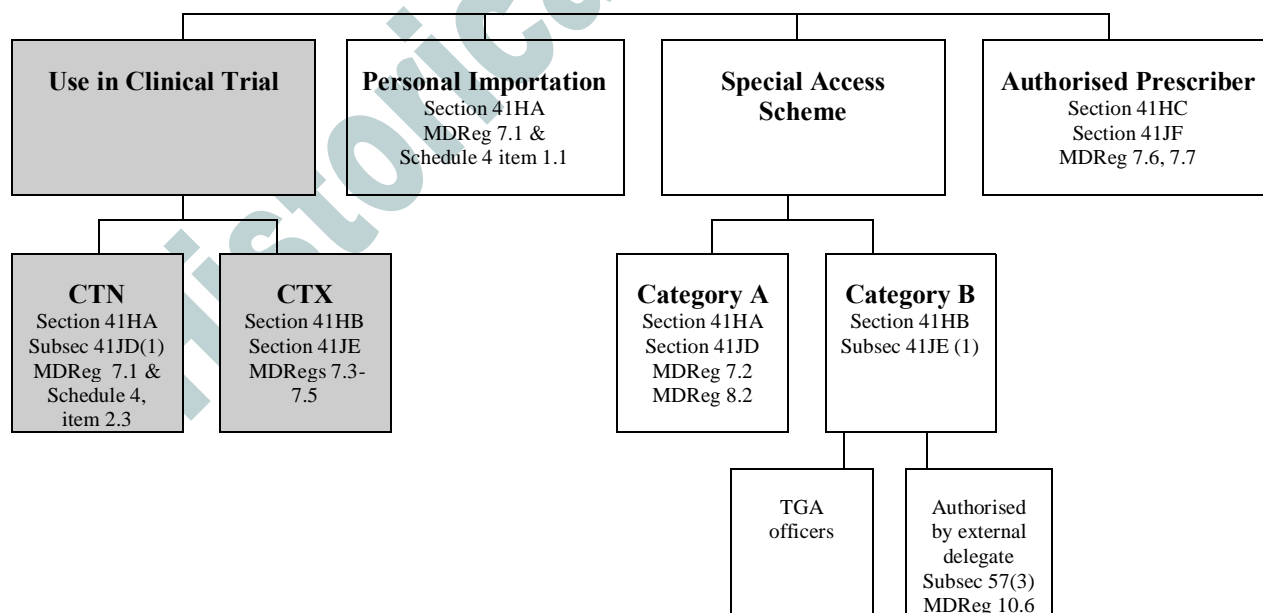 Historica
Use in Clinical Trial
Personal Importation
Section 41HA
MDReg 7.1 &
Schedule 4 item 1.1
Special Access
Scheme
Authorised Prescriber
Section 41HC
Section 41JF
MDReg 7.6, 7.7
CTN
Section 41HA
Subsec 41JD(1)
MDReg 7.1 &
Schedule 4,
item 2.3
CTX
Section 41HB
Section 41JE
MDRegs 7.3-
7.5
Category A
Section 41HA
Section 41JD
MDReg 7.2
MDReg 8.2
Category B
Section 41HB
Subsec 41JE (1)
TGA
officers
Authorised
by external
delegate
Subsec 57(3)
MDReg 10.6